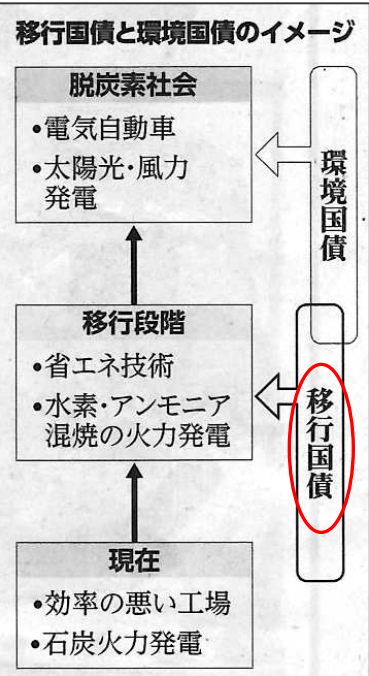 移行国債と環境国債のイメージ
脱炭素社会
•電気自動車
•太陽光・風力
発電
環境国債
移行段階
•省エネ技術
•水素・アンモニア
混焼の火力発電
移行国債
現在
•効率の悪い工場
•石炭火力発電